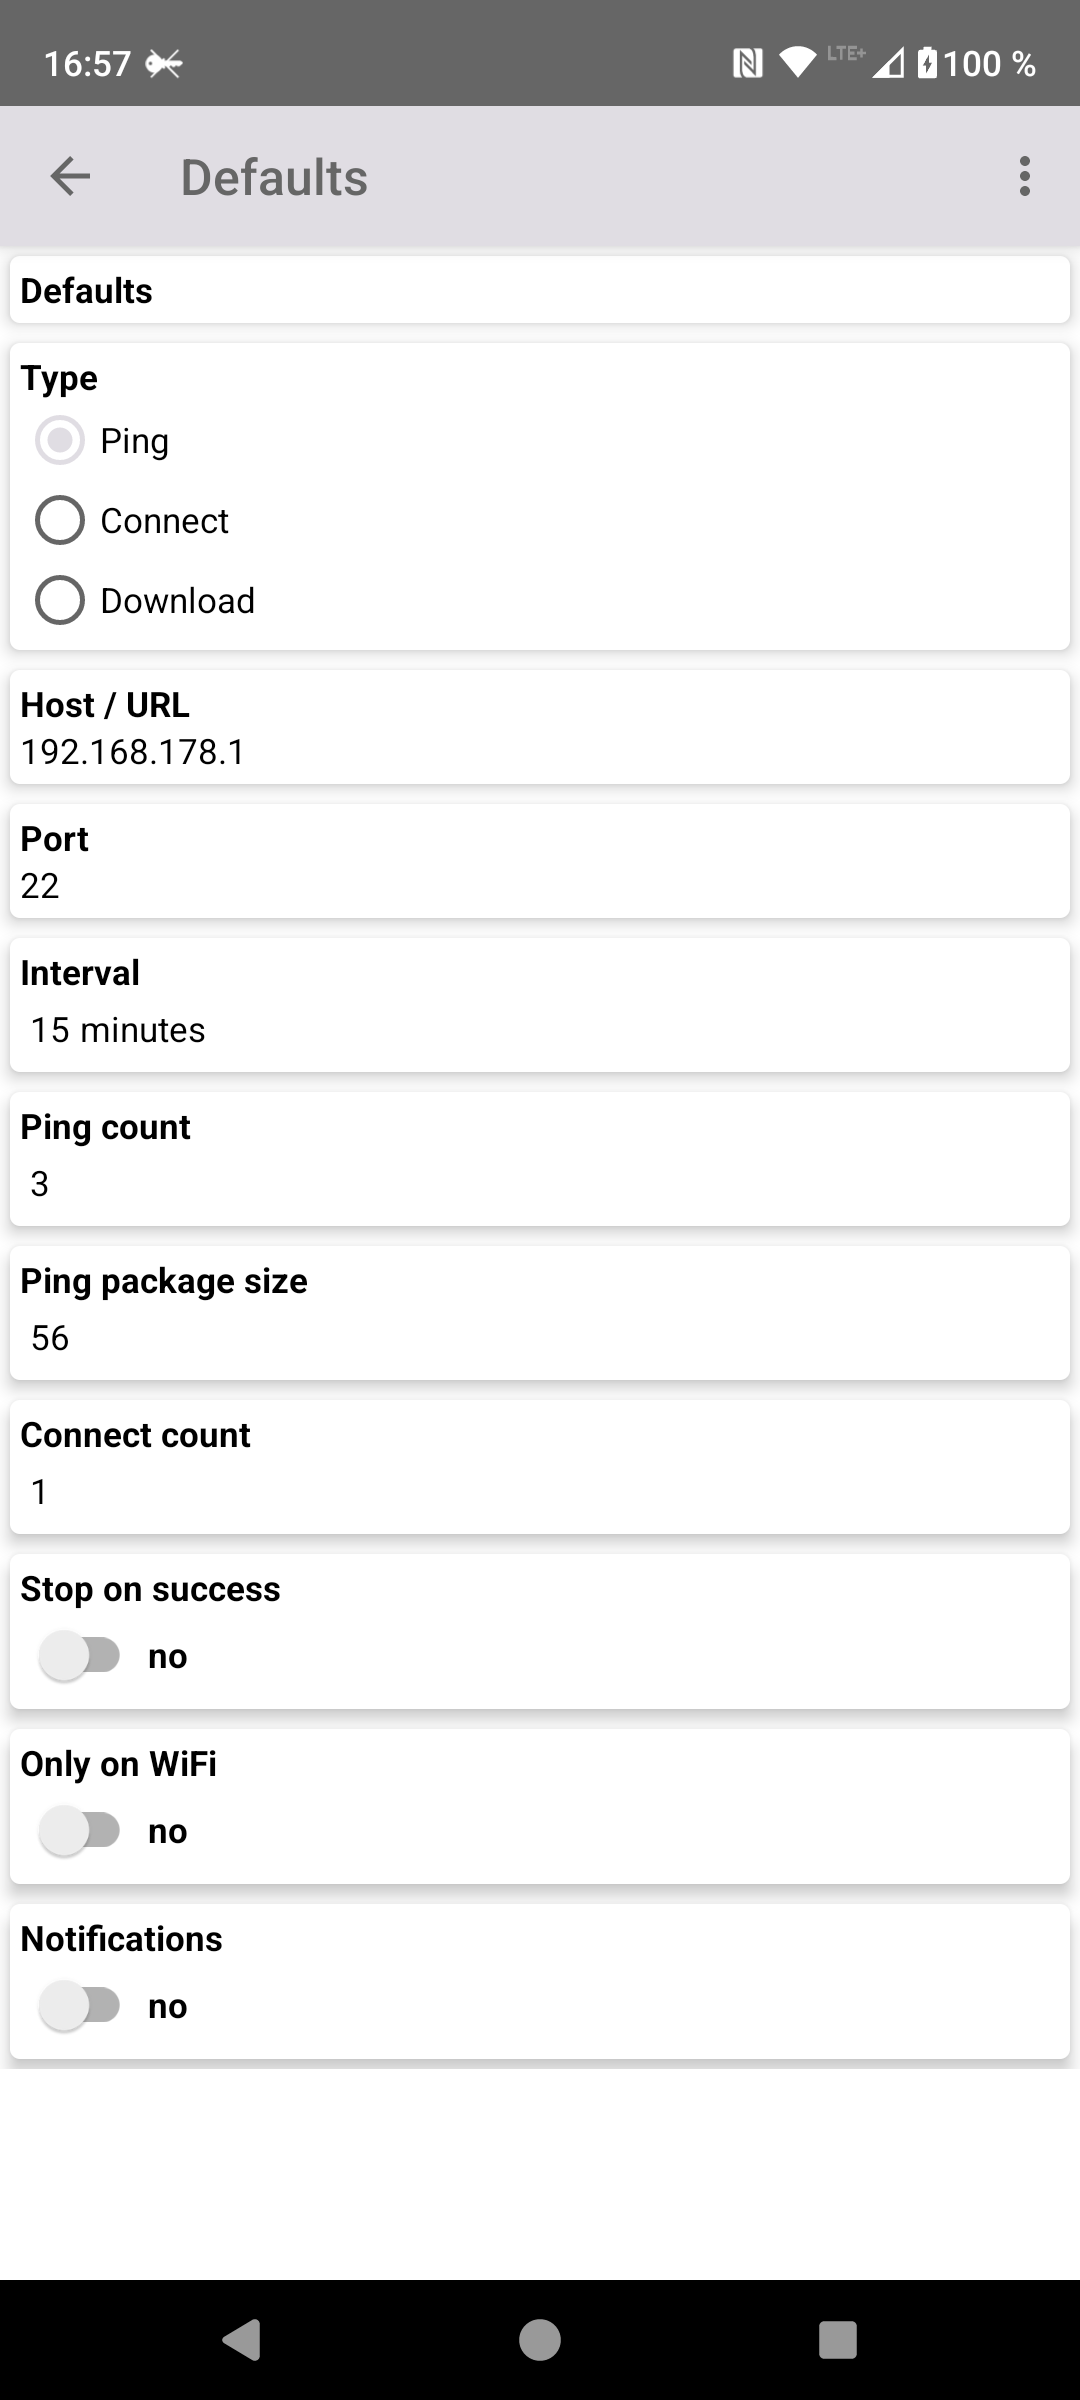 16:57
LTE+
100 %
Defaults
Defaults
Type
Ping
Connect
Download
Host / URL
192.168.178.1
Port
22
Interval
15 minutes
Ping count
3
Ping package size
56
Connect count
1
Stop on success
no
Only on WiFi
no
Notifications
no